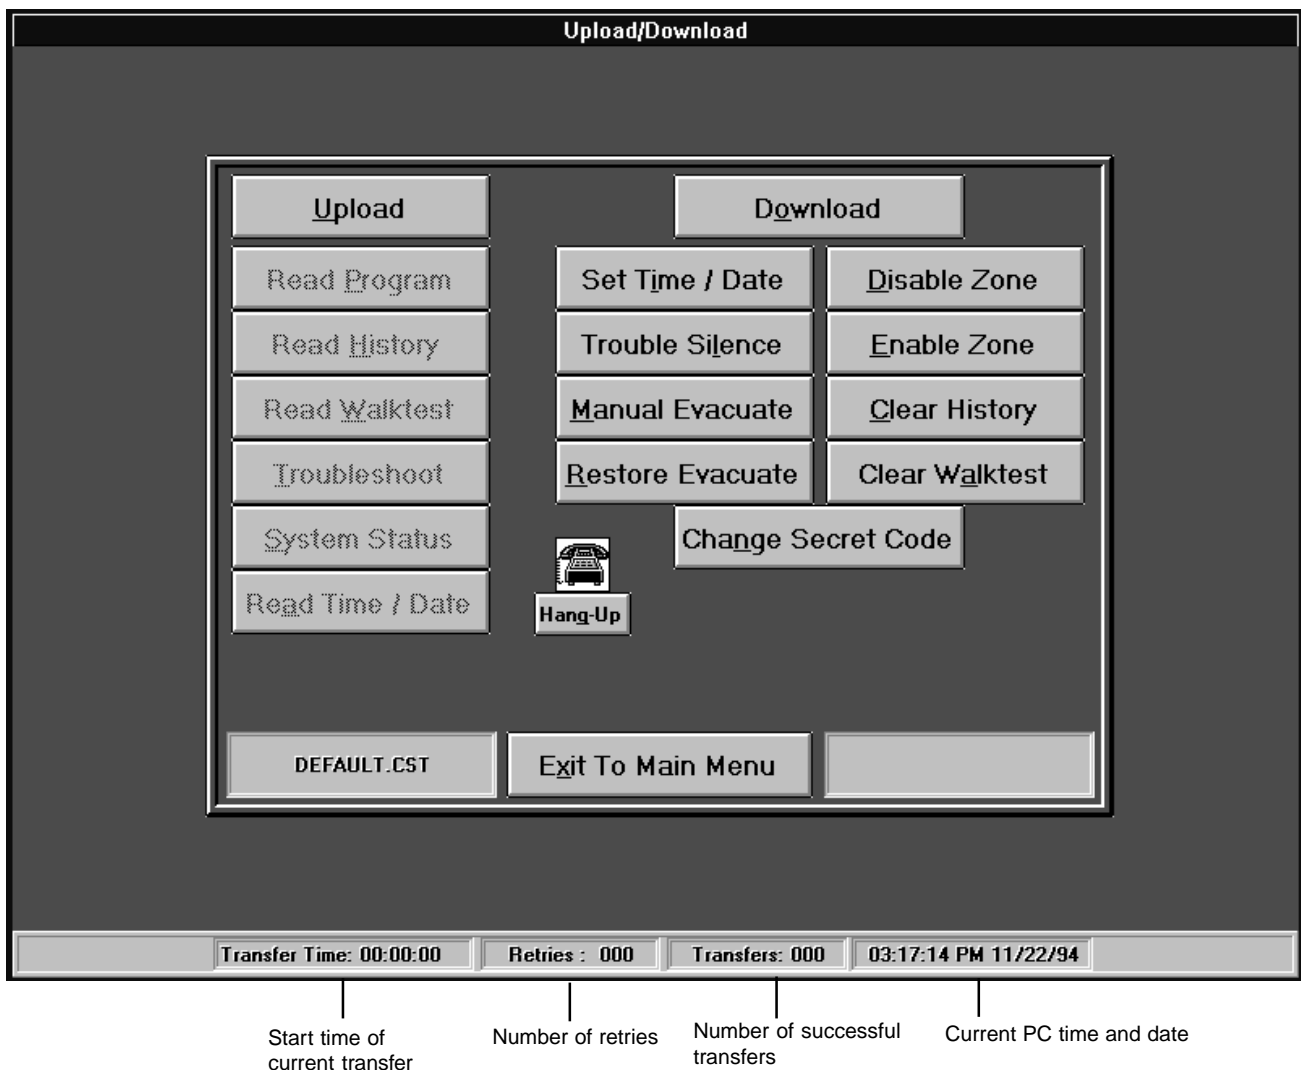 Upload/Download
Upload
Download
Read Program
Set Time / Date
Disable Zone
Read History
Trouble Silence
Enable Zone
Read Walktest
Manual Evacuate
Clear History
Troubleshoot
Restore Evacuate
Clear Walktest
System Status
Change Secret Code
Read Time / Date
Hang-Up
DEFAULT.CST
Exit To Main Menu
Transfer Time: 00:00:00
Retries : 000
Transfers: 000
03:17:14 PM 11/22/94
Start time of
current transfer
Number of retries
Number of successful
transfers
Current PC time and date